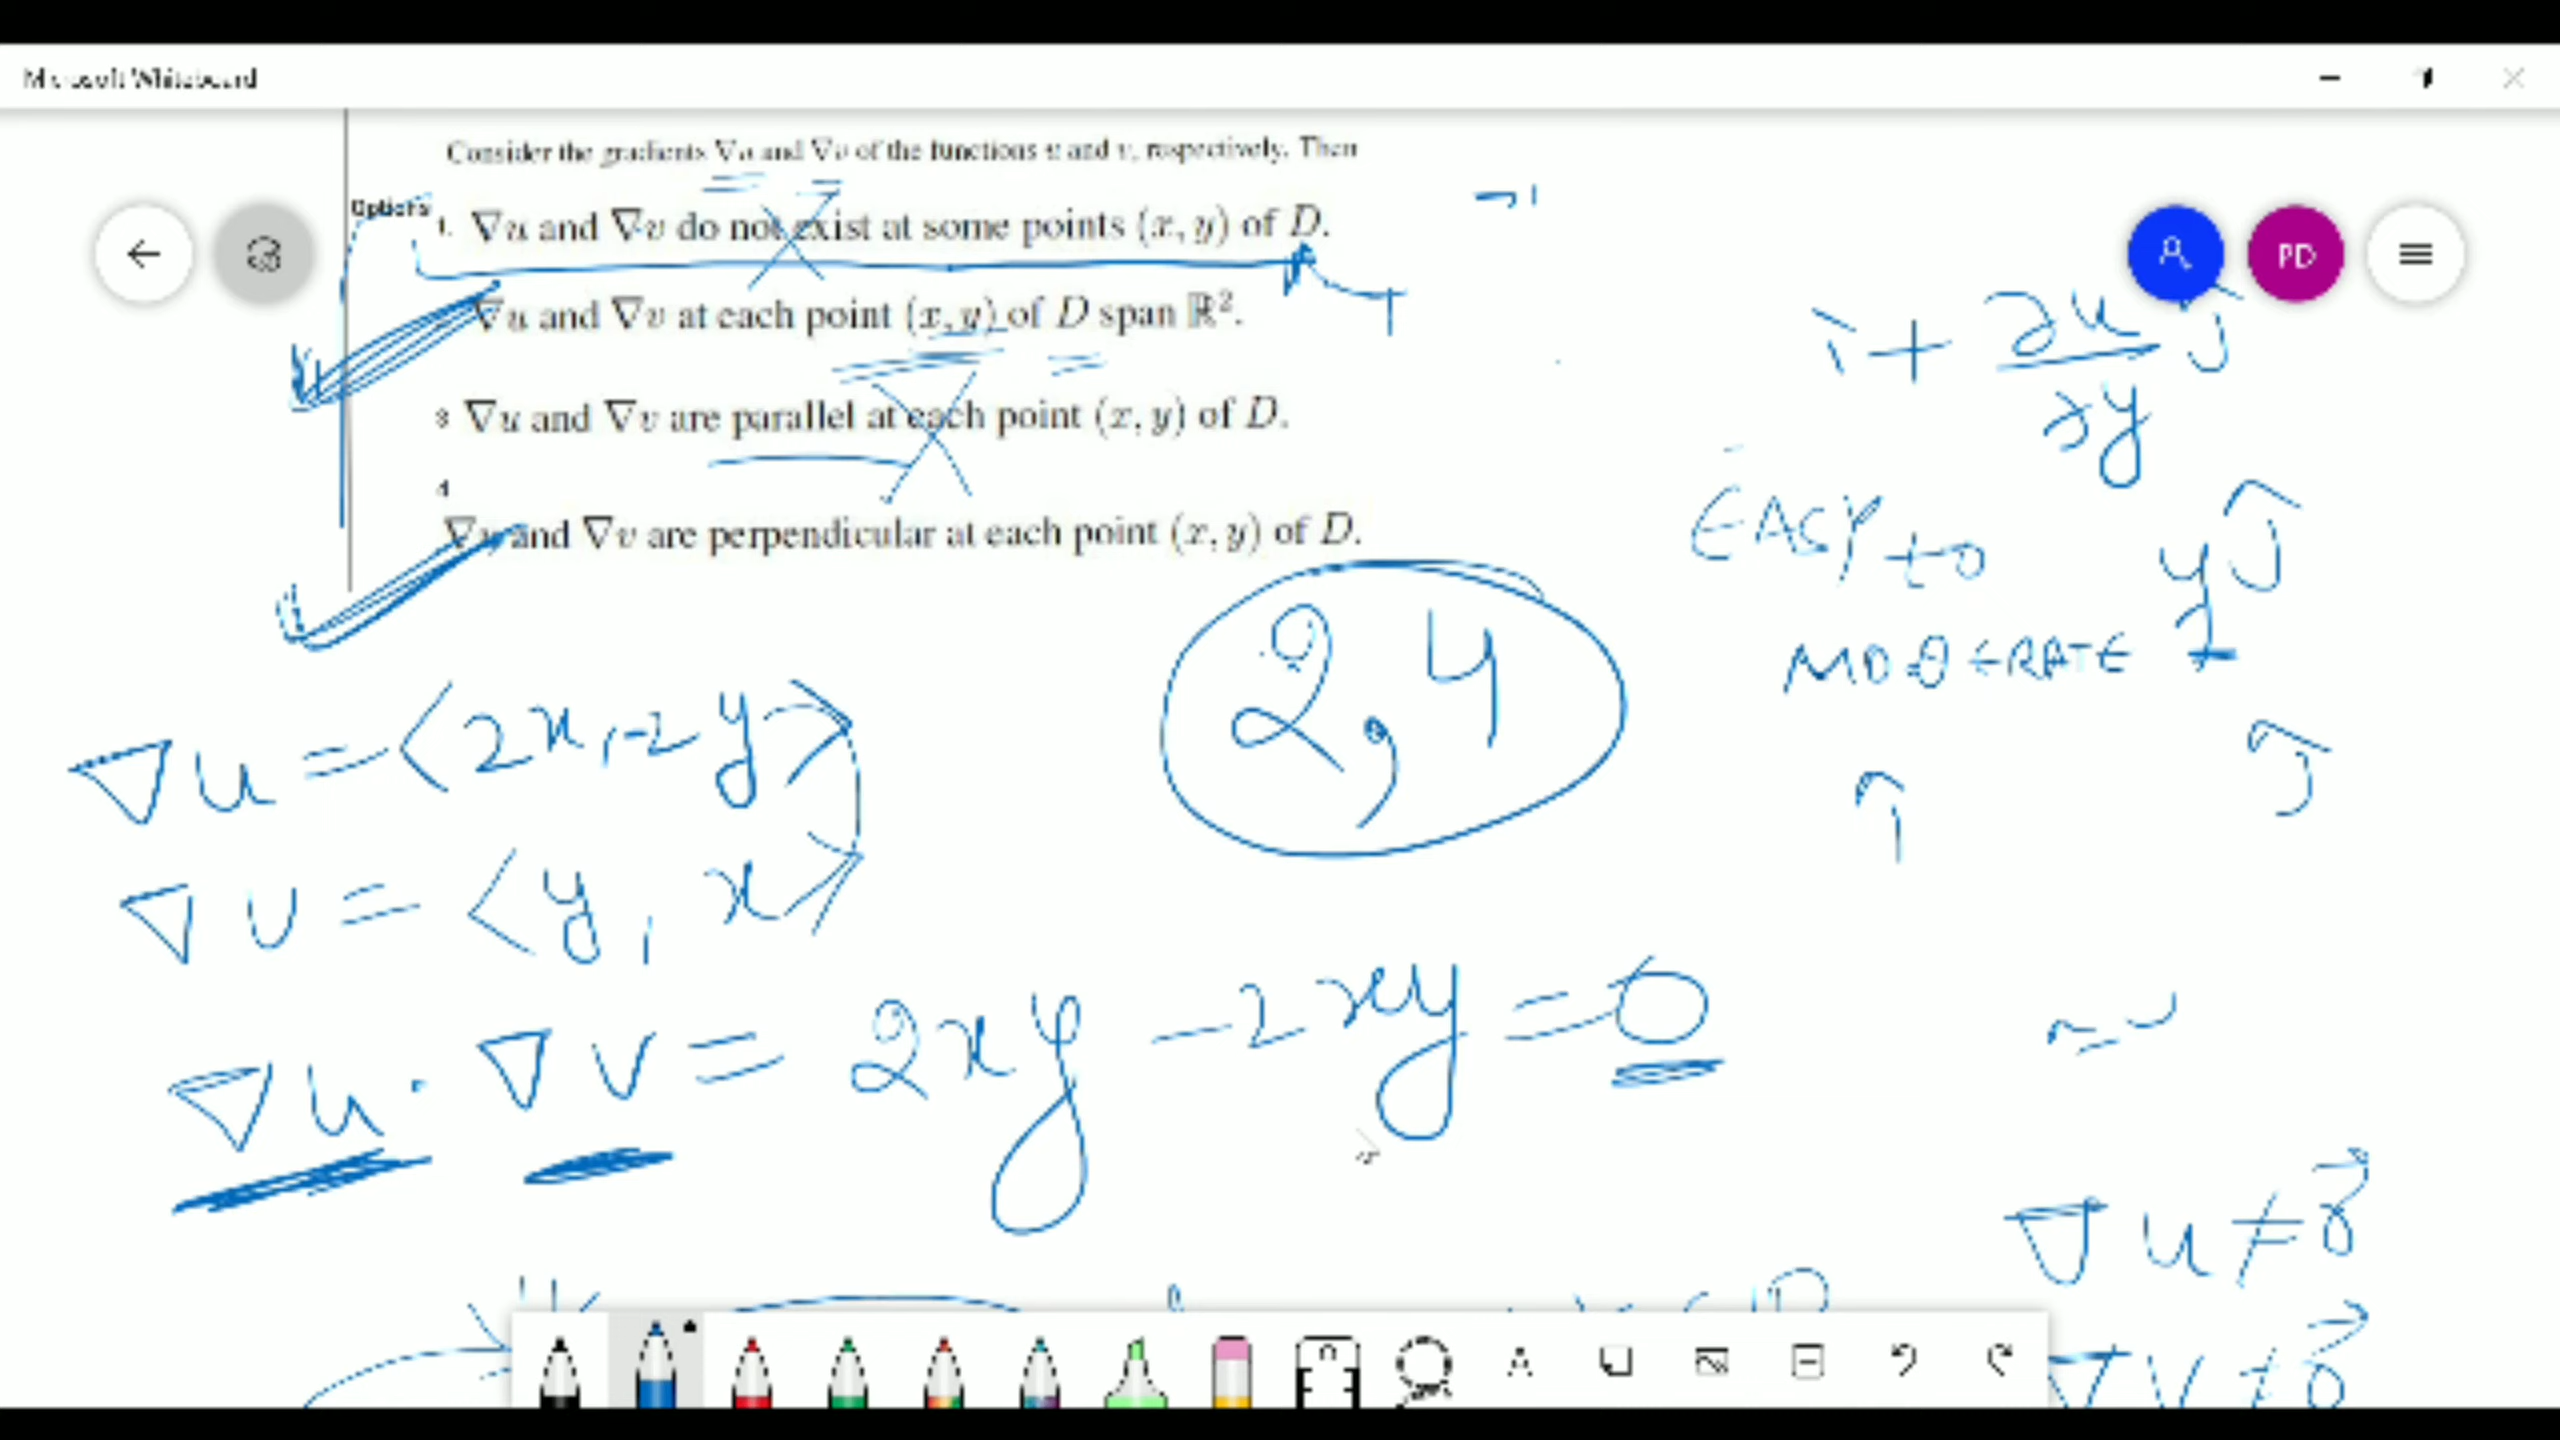 Microsoft Whiteboard
Consider the gradients ∇u and ∇v of the functions u and v, respectively. Then
Options
1. ∇u and ∇v do not exist at some points (x, y) of D.
∇u and ∇v at each point (x, y) of D span ℝ².
3 ∇u and ∇v are parallel at each point (x, y) of D.
4
∇u and ∇v are perpendicular at each point (x, y) of D.
PD
î + ∂u/∂y ĵ
EASY to
MODERATE
y ĵ
2, 4
∇u = <2x, -2y>
∇v = <y, x>
∇u · ∇v = 2xy - 2xy = 0
∇u ≠ 0⃗
∇v ≠ 0⃗